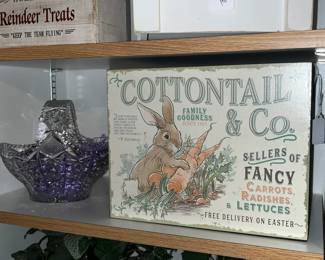 Reindeer Treats
"KEEP THE TEAM FLYING"
COTTONTAIL
FAMILY
GOODNESS
& Co.
SELLERS OF
FANCY
CARROTS,
RADISHES,
& LETTUCES
FREE DELIVERY ON EASTER